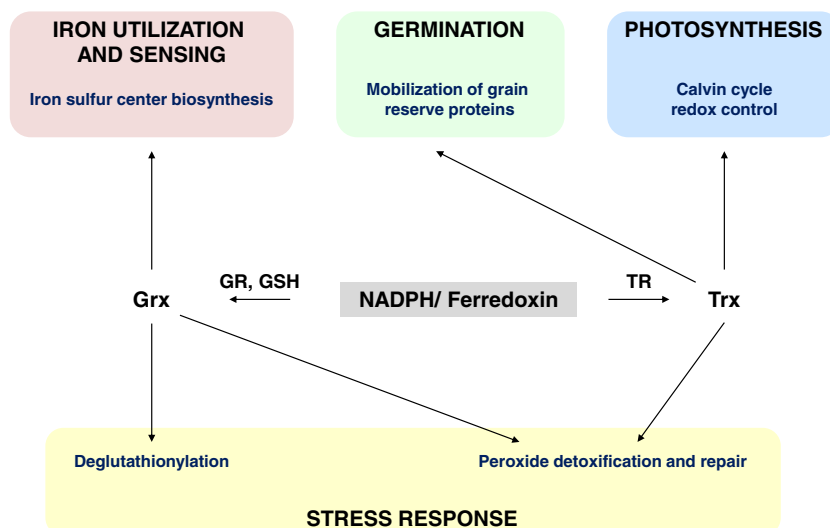 IRON UTILIZATION
AND SENSING
Iron sulfur center biosynthesis
GERMINATION
Mobilization of grain
reserve proteins
PHOTOSYNTHESIS
Calvin cycle
redox control
Grx
GR, GSH
NADPH/ Ferredoxin
TR
Trx
Deglutathionylation
Peroxide detoxification and repair
STRESS RESPONSE